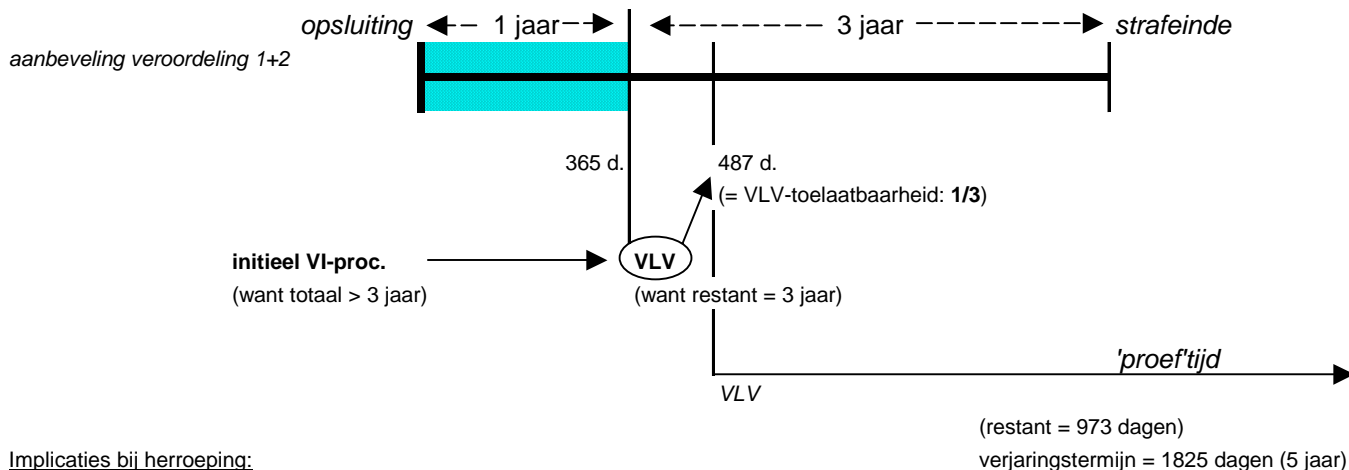 opsluiting 1 jaar 3 jaar strafeinde
aanbeveling veroordeling 1+2
365 d. 487 d.
(= VLV-toelaatbaarheid: 1/3)
initieel VI-proc. VLV
(want totaal > 3 jaar) (want restant = 3 jaar)
'proef'tijd
VLV
(restant = 973 dagen)
Implicaties bij herroeping: verjaringstermijn = 1825 dagen (5 jaar)